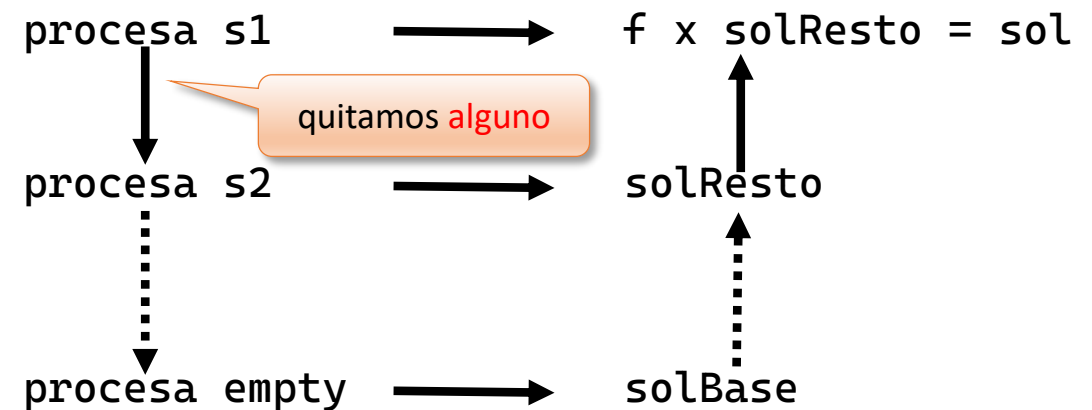 procesa s1 f x solResto = sol
quitamos alguno
procesa s2 solResto
procesa empty solBase